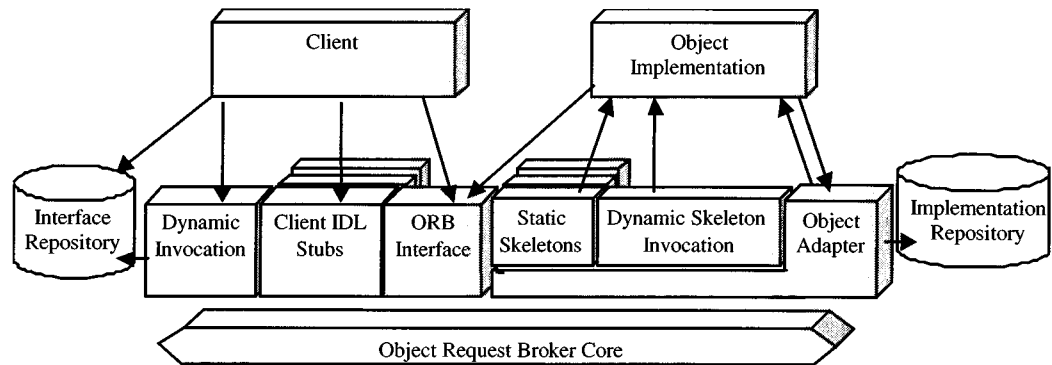 Client
Object
Implementation
Interface
Repository
Dynamic
Invocation
Client IDL
Stubs
ORB
Interface
Static
Skeletons
Dynamic Skeleton
Invocation
Object
Adapter
Implementation
Repository
Object Request Broker Core